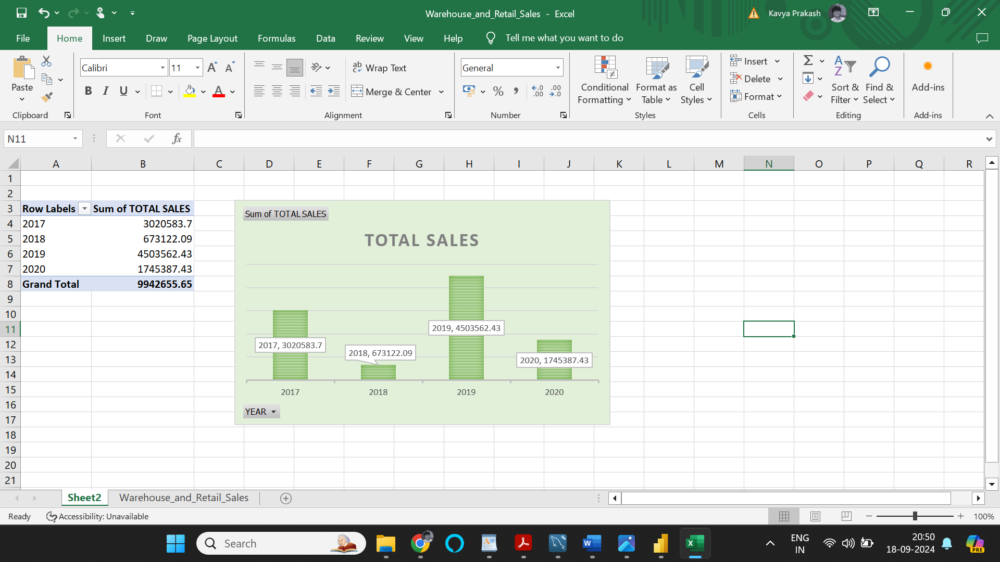 Warehouse_and_Retail_Sales - Excel
Kavya Prakash
File Home Insert Draw Page Layout Formulas Data Review View Help Tell me what you want to do
Paste
Clipboard
Calibri 11
B I U
Font
Wrap Text
Merge & Center
Alignment
General
Number
Conditional Formatting
Format as Table
Cell Styles
Styles
Insert
Delete
Format
Cells
Sort & Filter
Find & Select
Editing
Add-ins
Add-ins
N11 fx
A B C D E F G H I J K L M N O P Q R
1
2
3 Row Labels Sum of TOTAL SALES
4 2017 3020583.7
5 2018 673122.09
6 2019 4503562.43
7 2020 1745387.43
8 Grand Total 9942655.65
9
10
11
12
13
14
15
16
17
18
19
20
21
Sum of TOTAL SALES
TOTAL SALES
2017, 3020583.7
2018, 673122.09
2019, 4503562.43
2020, 1745387.43
2017 2018 2019 2020
YEAR
Sheet2 Warehouse_and_Retail_Sales
Ready Accessibility: Unavailable 100%
Search
ENG
IN
20:50
18-09-2024
PRE